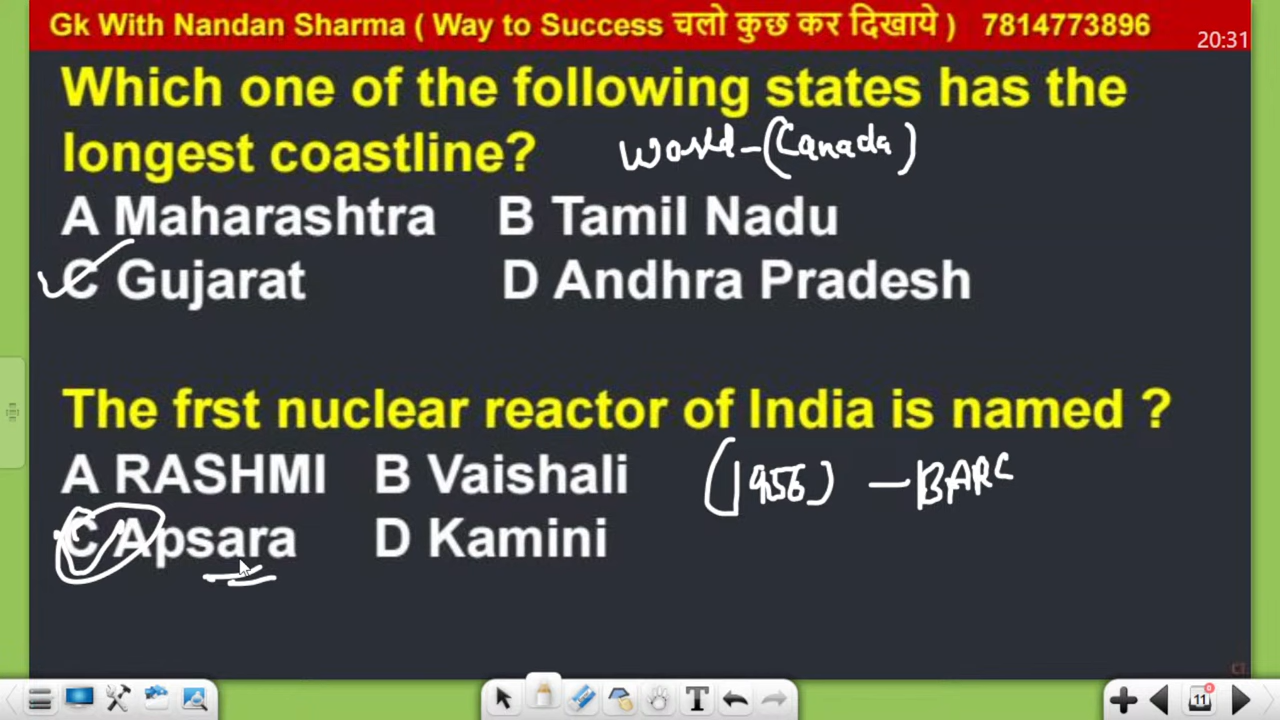 Gk With Nandan Sharma ( Way to Success चलो कुछ कर दिखाये ) 7814773896
20:31
Which one of the following states has the
longest coastline? World - (Canada)
A Maharashtra B Tamil Nadu
C Gujarat D Andhra Pradesh
The frst nuclear reactor of India is named ?
A RASHMI B Vaishali (1956) - BARC
C Apsara D Kamini
T 11 0